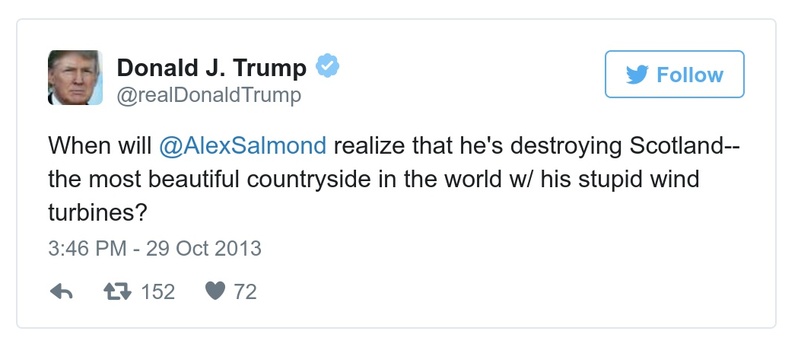 Donald J. Trump
@realDonaldTrump
Follow
When will @AlexSalmond realize that he's destroying Scotland--
the most beautiful countryside in the world w/ his stupid wind
turbines?
3:46 PM - 29 Oct 2013
152 72